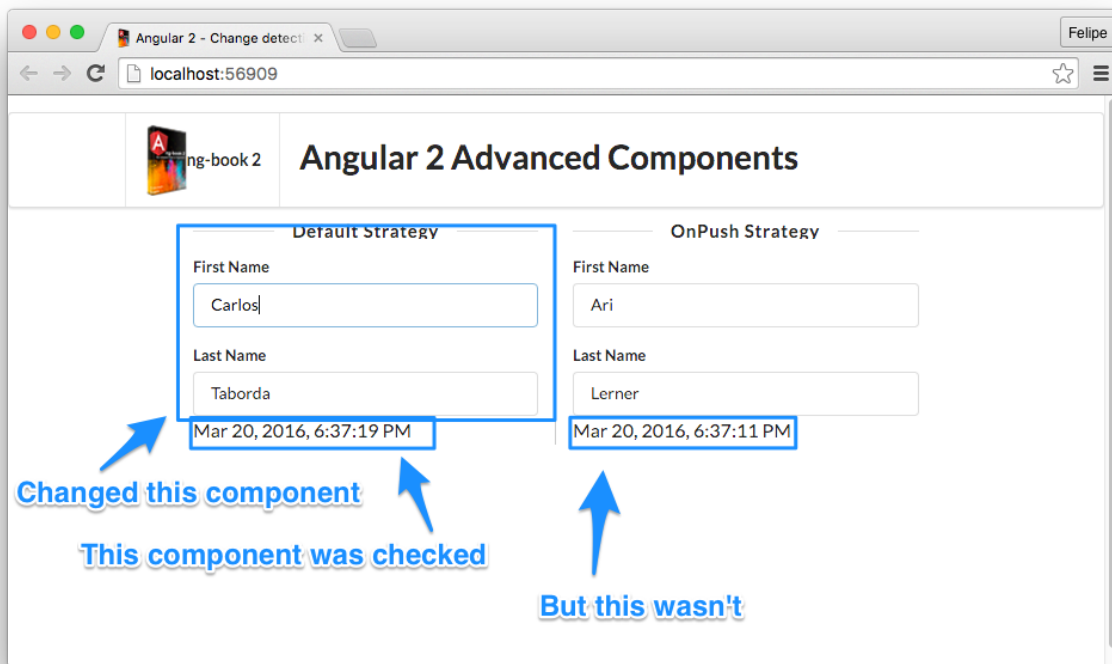 Angular 2 - Change detecti
Felipe
localhost:56909
ng-book 2
Angular 2 Advanced Components
Default Strategy
OnPush Strategy
First Name
First Name
Carlos
Ari
Last Name
Last Name
Taborda
Lerner
Mar 20, 2016, 6:37:19 PM
Mar 20, 2016, 6:37:11 PM
Changed this component
This component was checked
But this wasn't